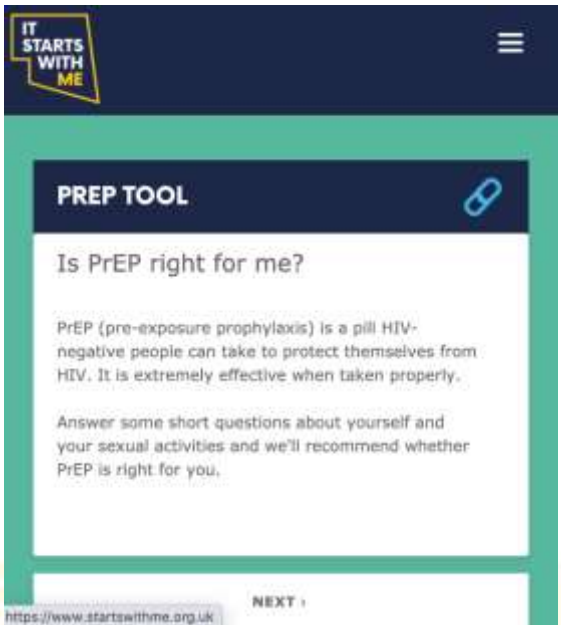 IT
STARTS
WITH
ME
PREP TOOL
Is PrEP right for me?
PrEP (pre-exposure prophylaxis) is a pill HIV-
negative people can take to protect themselves from
HIV. It is extremely effective when taken properly.
Answer some short questions about yourself and
your sexual activities and we'll recommend whether
PrEP is right for you.
NEXT ›
https://www.startswithme.org.uk